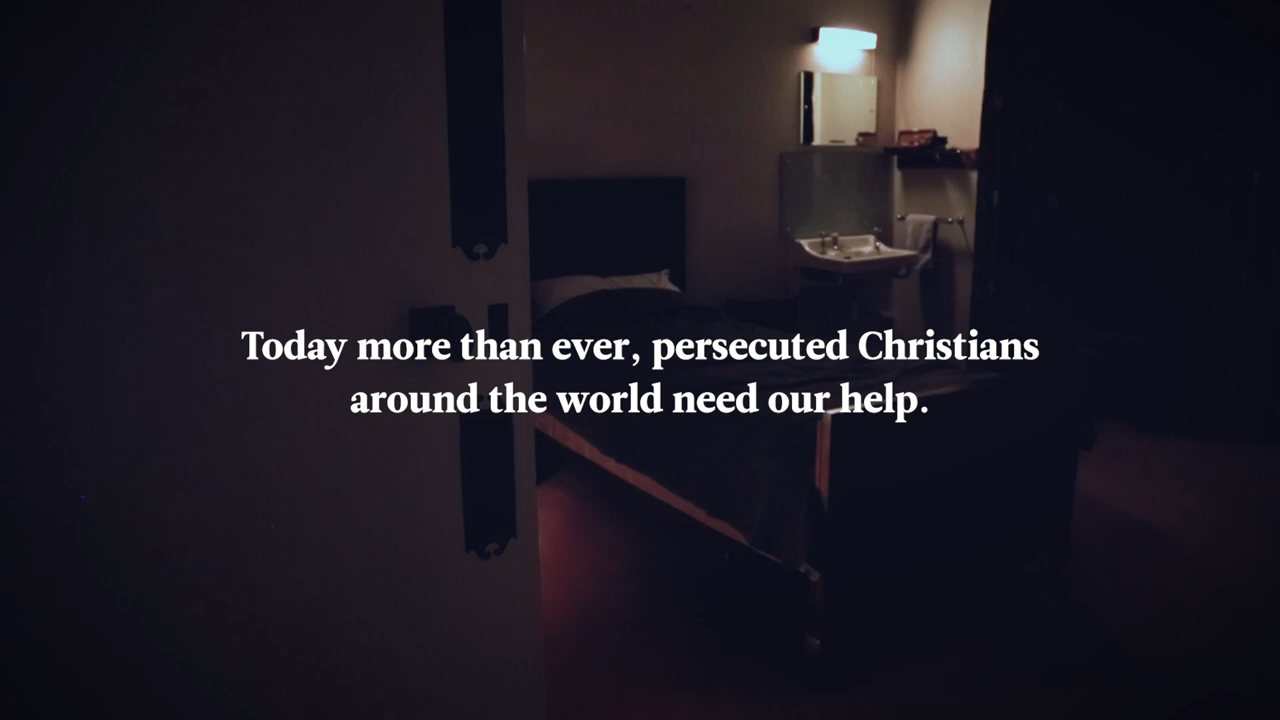 Today more than ever, persecuted Christians
around the world need our help.